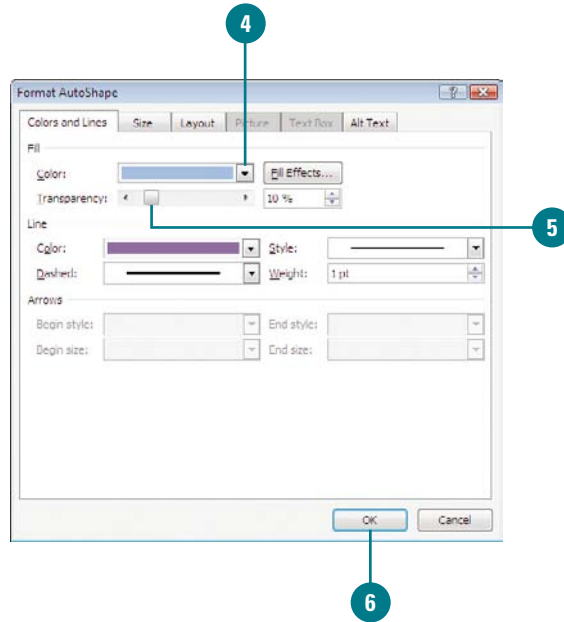 4
Format AutoShape
Colors and Lines Size Layout Picture Text Box Alt Text
Fill
Color: Fill Effects...
Transparency: 10 %
5
Line
Color: Style:
Dashed: Weight: 1 pt
Arrows
Begin style: End style:
Begin size: End size:
OK Cancel
6